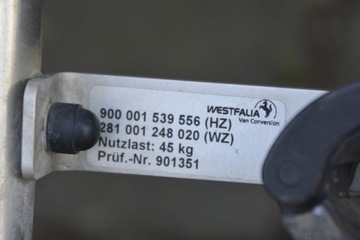 900 001 539 556 (HZ)
281 001 248 020 (WZ)
Nutzlast: 45 kg
Prüf.-Nr. 901351
WESTFALIA
Van Conversion